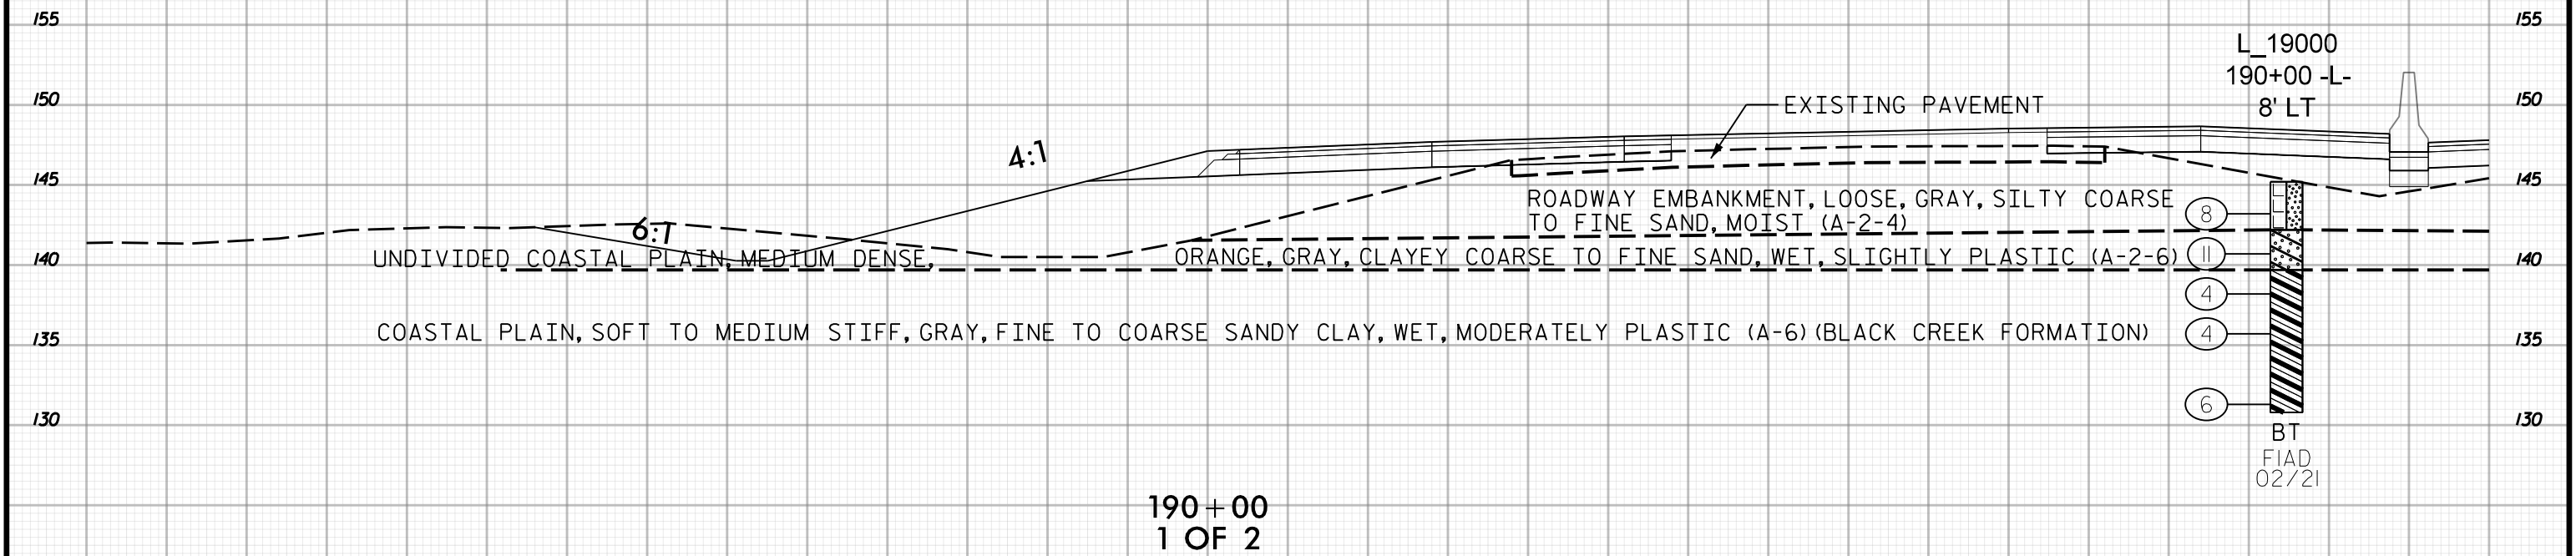 155 155
L_19000
190+00 -L-
8' LT
150 EXISTING PAVEMENT 150
4:1
145 145
ROADWAY EMBANKMENT, LOOSE, GRAY, SILTY COARSE
TO FINE SAND, MOIST (A-2-4)
8
6:1
140 UNDIVIDED COASTAL PLAIN, MEDIUM DENSE, ORANGE, GRAY, CLAYEY COARSE TO FINE SAND, WET, SLIGHTLY PLASTIC (A-2-6) 11 140
4
135 COASTAL PLAIN, SOFT TO MEDIUM STIFF, GRAY, FINE TO COARSE SANDY CLAY, WET, MODERATELY PLASTIC (A-6) (BLACK CREEK FORMATION) 4 135
6
130 130
BT
FIAD
02/21
190+00
1 OF 2